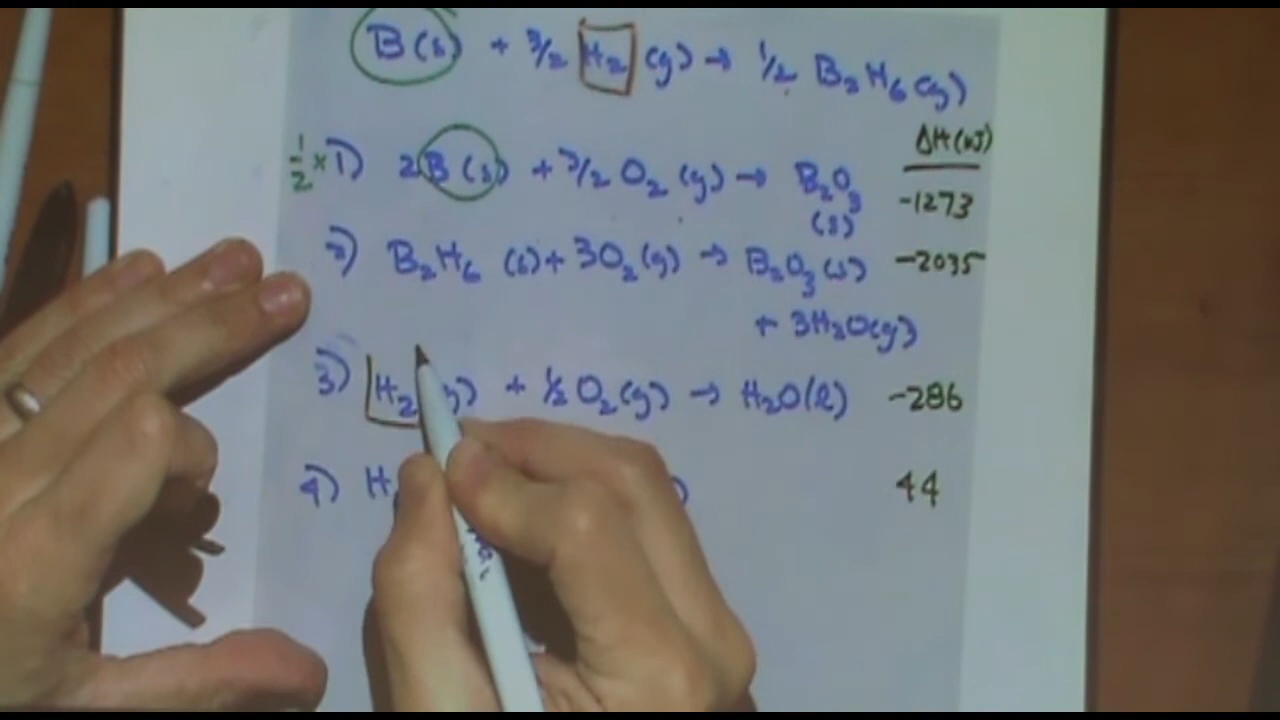 B(s) + 3/2 H₂ (g) → 1/2 B₂H₆(g)
ΔH(kJ)
1/2 × 1) 2B(s) + 3/2 O₂ (g) → B₂O₃ (s) -1273
2) B₂H₆ (s) + 3O₂(g) → B₂O₃(s) -2035
+ 3H₂O(g)
3) H₂(g) + 1/2 O₂(g) → H₂O(l) -286
4) H 44